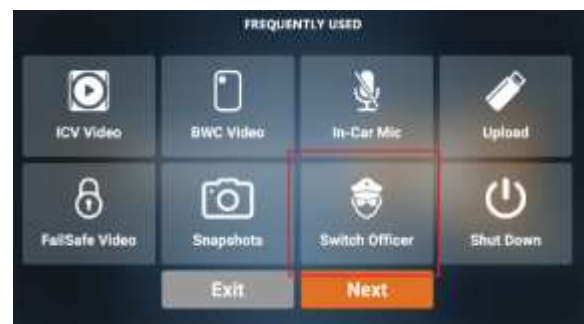 FREQUENTLY USED
ICV Video BWC Video In-Car Mic Upload
FailSafe Video Snapshots Switch Officer Shut Down
Exit Next